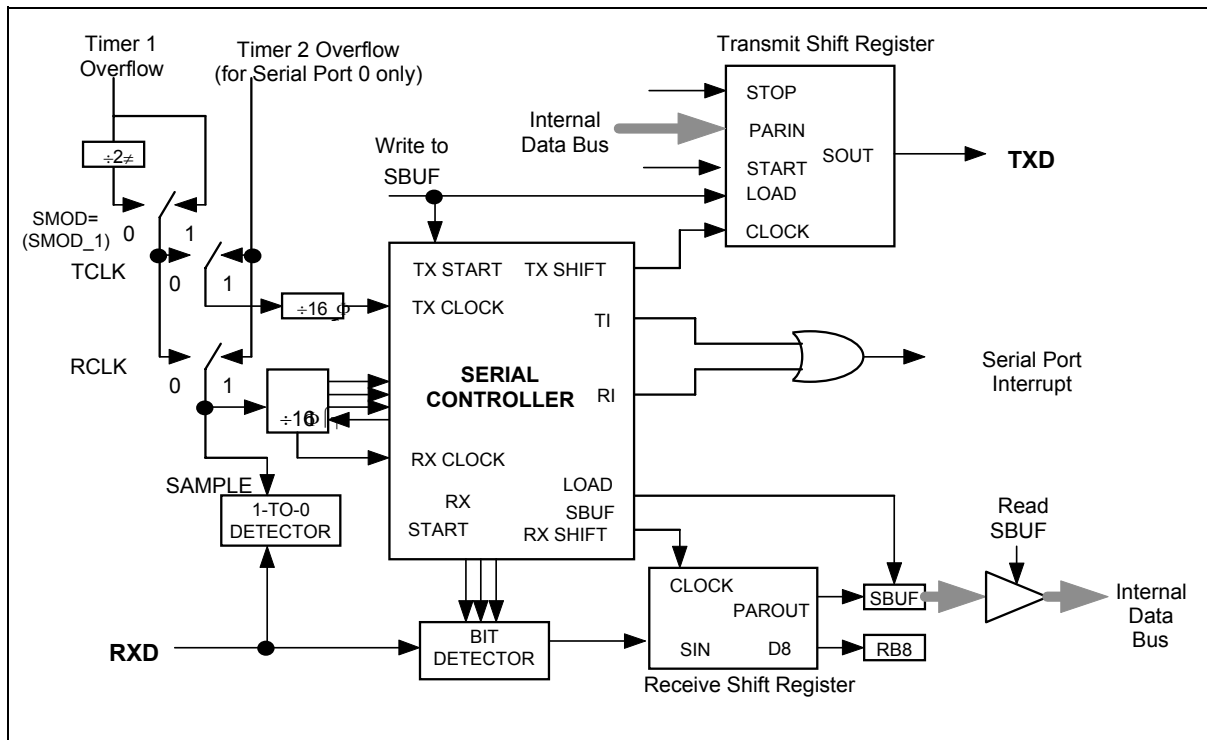 Timer 1
Overflow
Timer 2 Overflow
(for Serial Port 0 only)
Transmit Shift Register
STOP
Internal
Data Bus
PARIN
SOUT
TXD
START
LOAD
CLOCK
÷2≠
Write to
SBUF
SMOD=
(SMOD_1)
0
1
TCLK
0
1
TX START
TX SHIFT
÷16
TX CLOCK
TI
RCLK
0
1
SERIAL
CONTROLLER
RI
Serial Port
Interrupt
÷16
RX CLOCK
SAMPLE
1-TO-0
DETECTOR
RX
START
LOAD
SBUF
RX SHIFT
Read
SBUF
CLOCK
PAROUT
SBUF
Internal
Data
Bus
RXD
BIT
DETECTOR
SIN
D8
RB8
Receive Shift Register